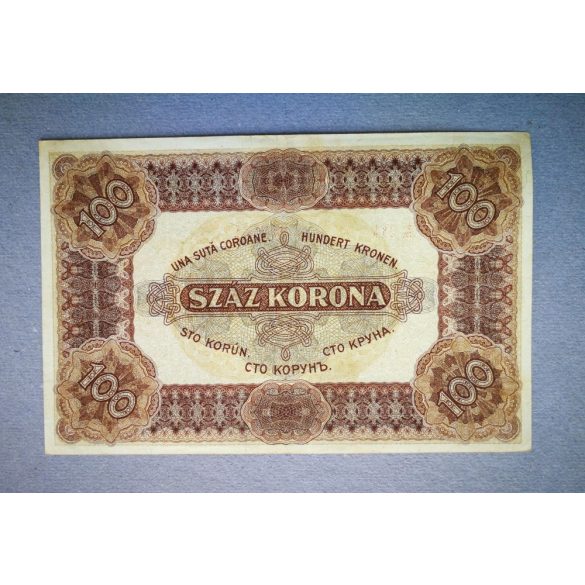 100 100
UNA SUTĂ COROANE. HUNDERT KRONEN.
SZÁZ KORONA
STO KORÚN. СТО КРУНА.
СТО КОРУНЪ.
100 100